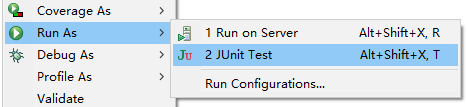 Coverage As
Run As
Debug As
Profile As
Validate
1 Run on Server Alt+Shift+X, R
JU 2 JUnit Test Alt+Shift+X, T
Run Configurations...